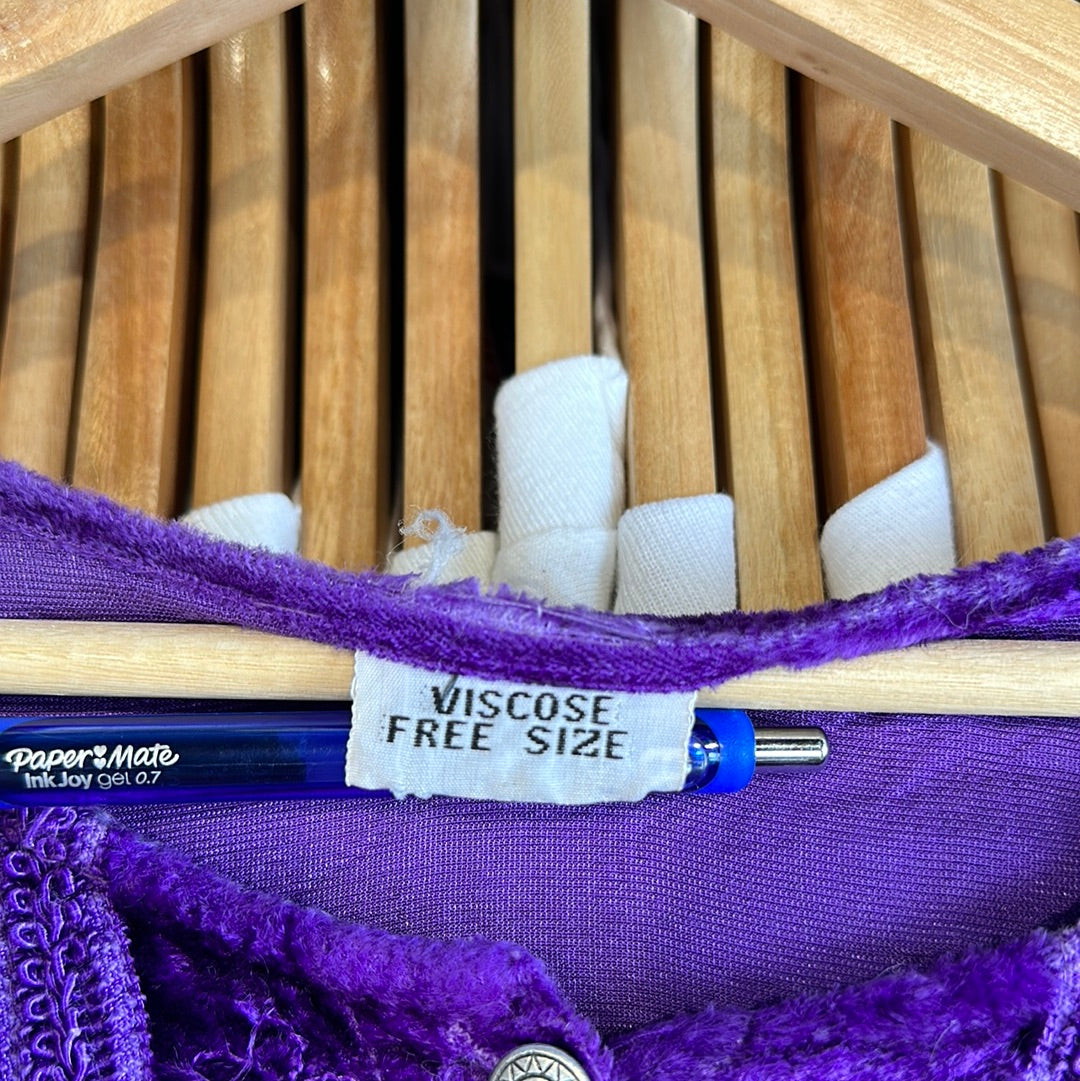 VISCOSE
FREE SIZE
Paper Mate
InkJoy gel 0.7